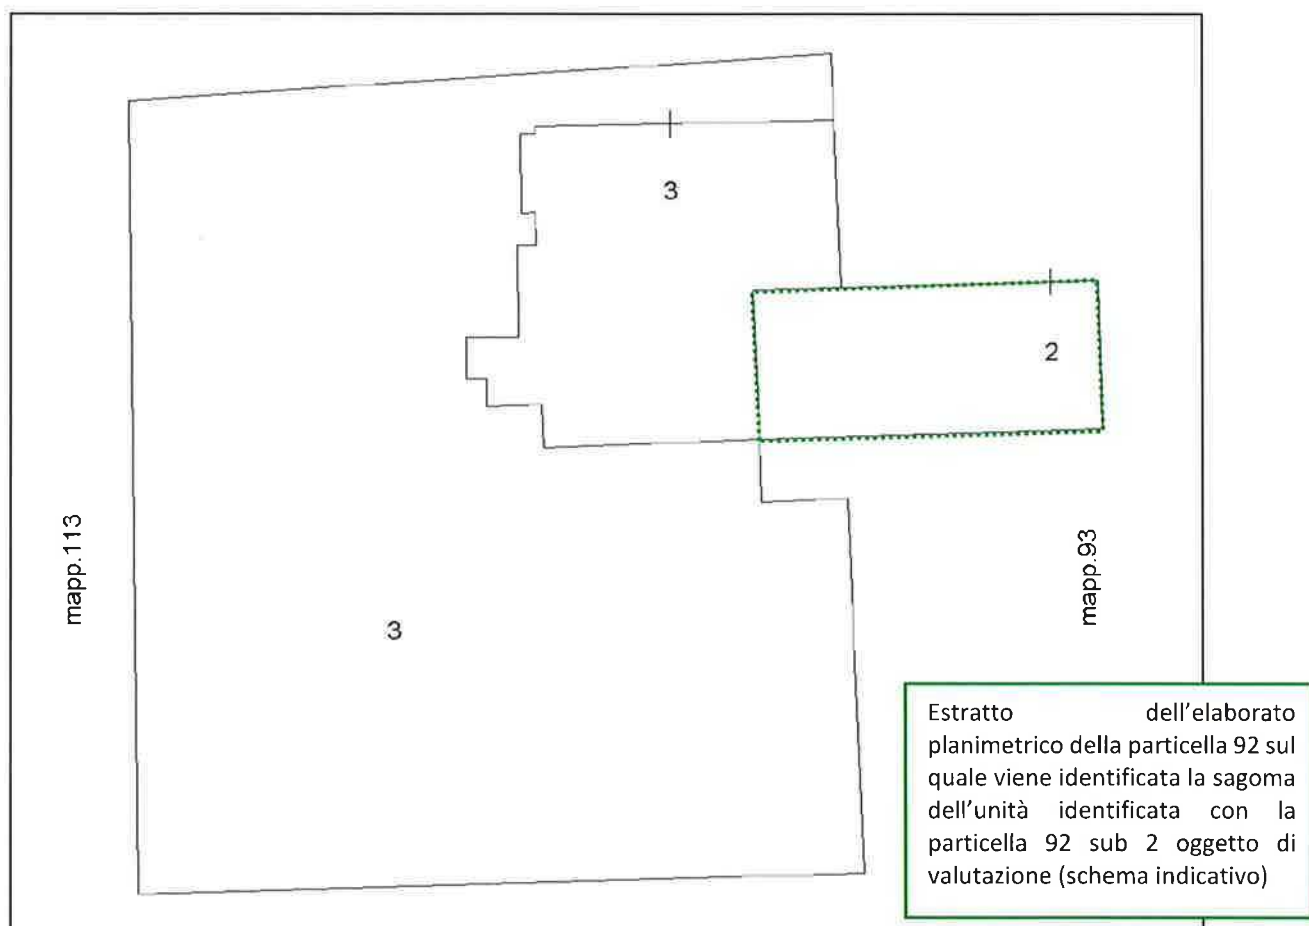 3
2
mapp.113
mapp.93
3
Estratto dell'elaborato
planimetrico della particella 92 sul
quale viene identificata la sagoma
dell'unità identificata con la
particella 92 sub 2 oggetto di
valutazione (schema indicativo)